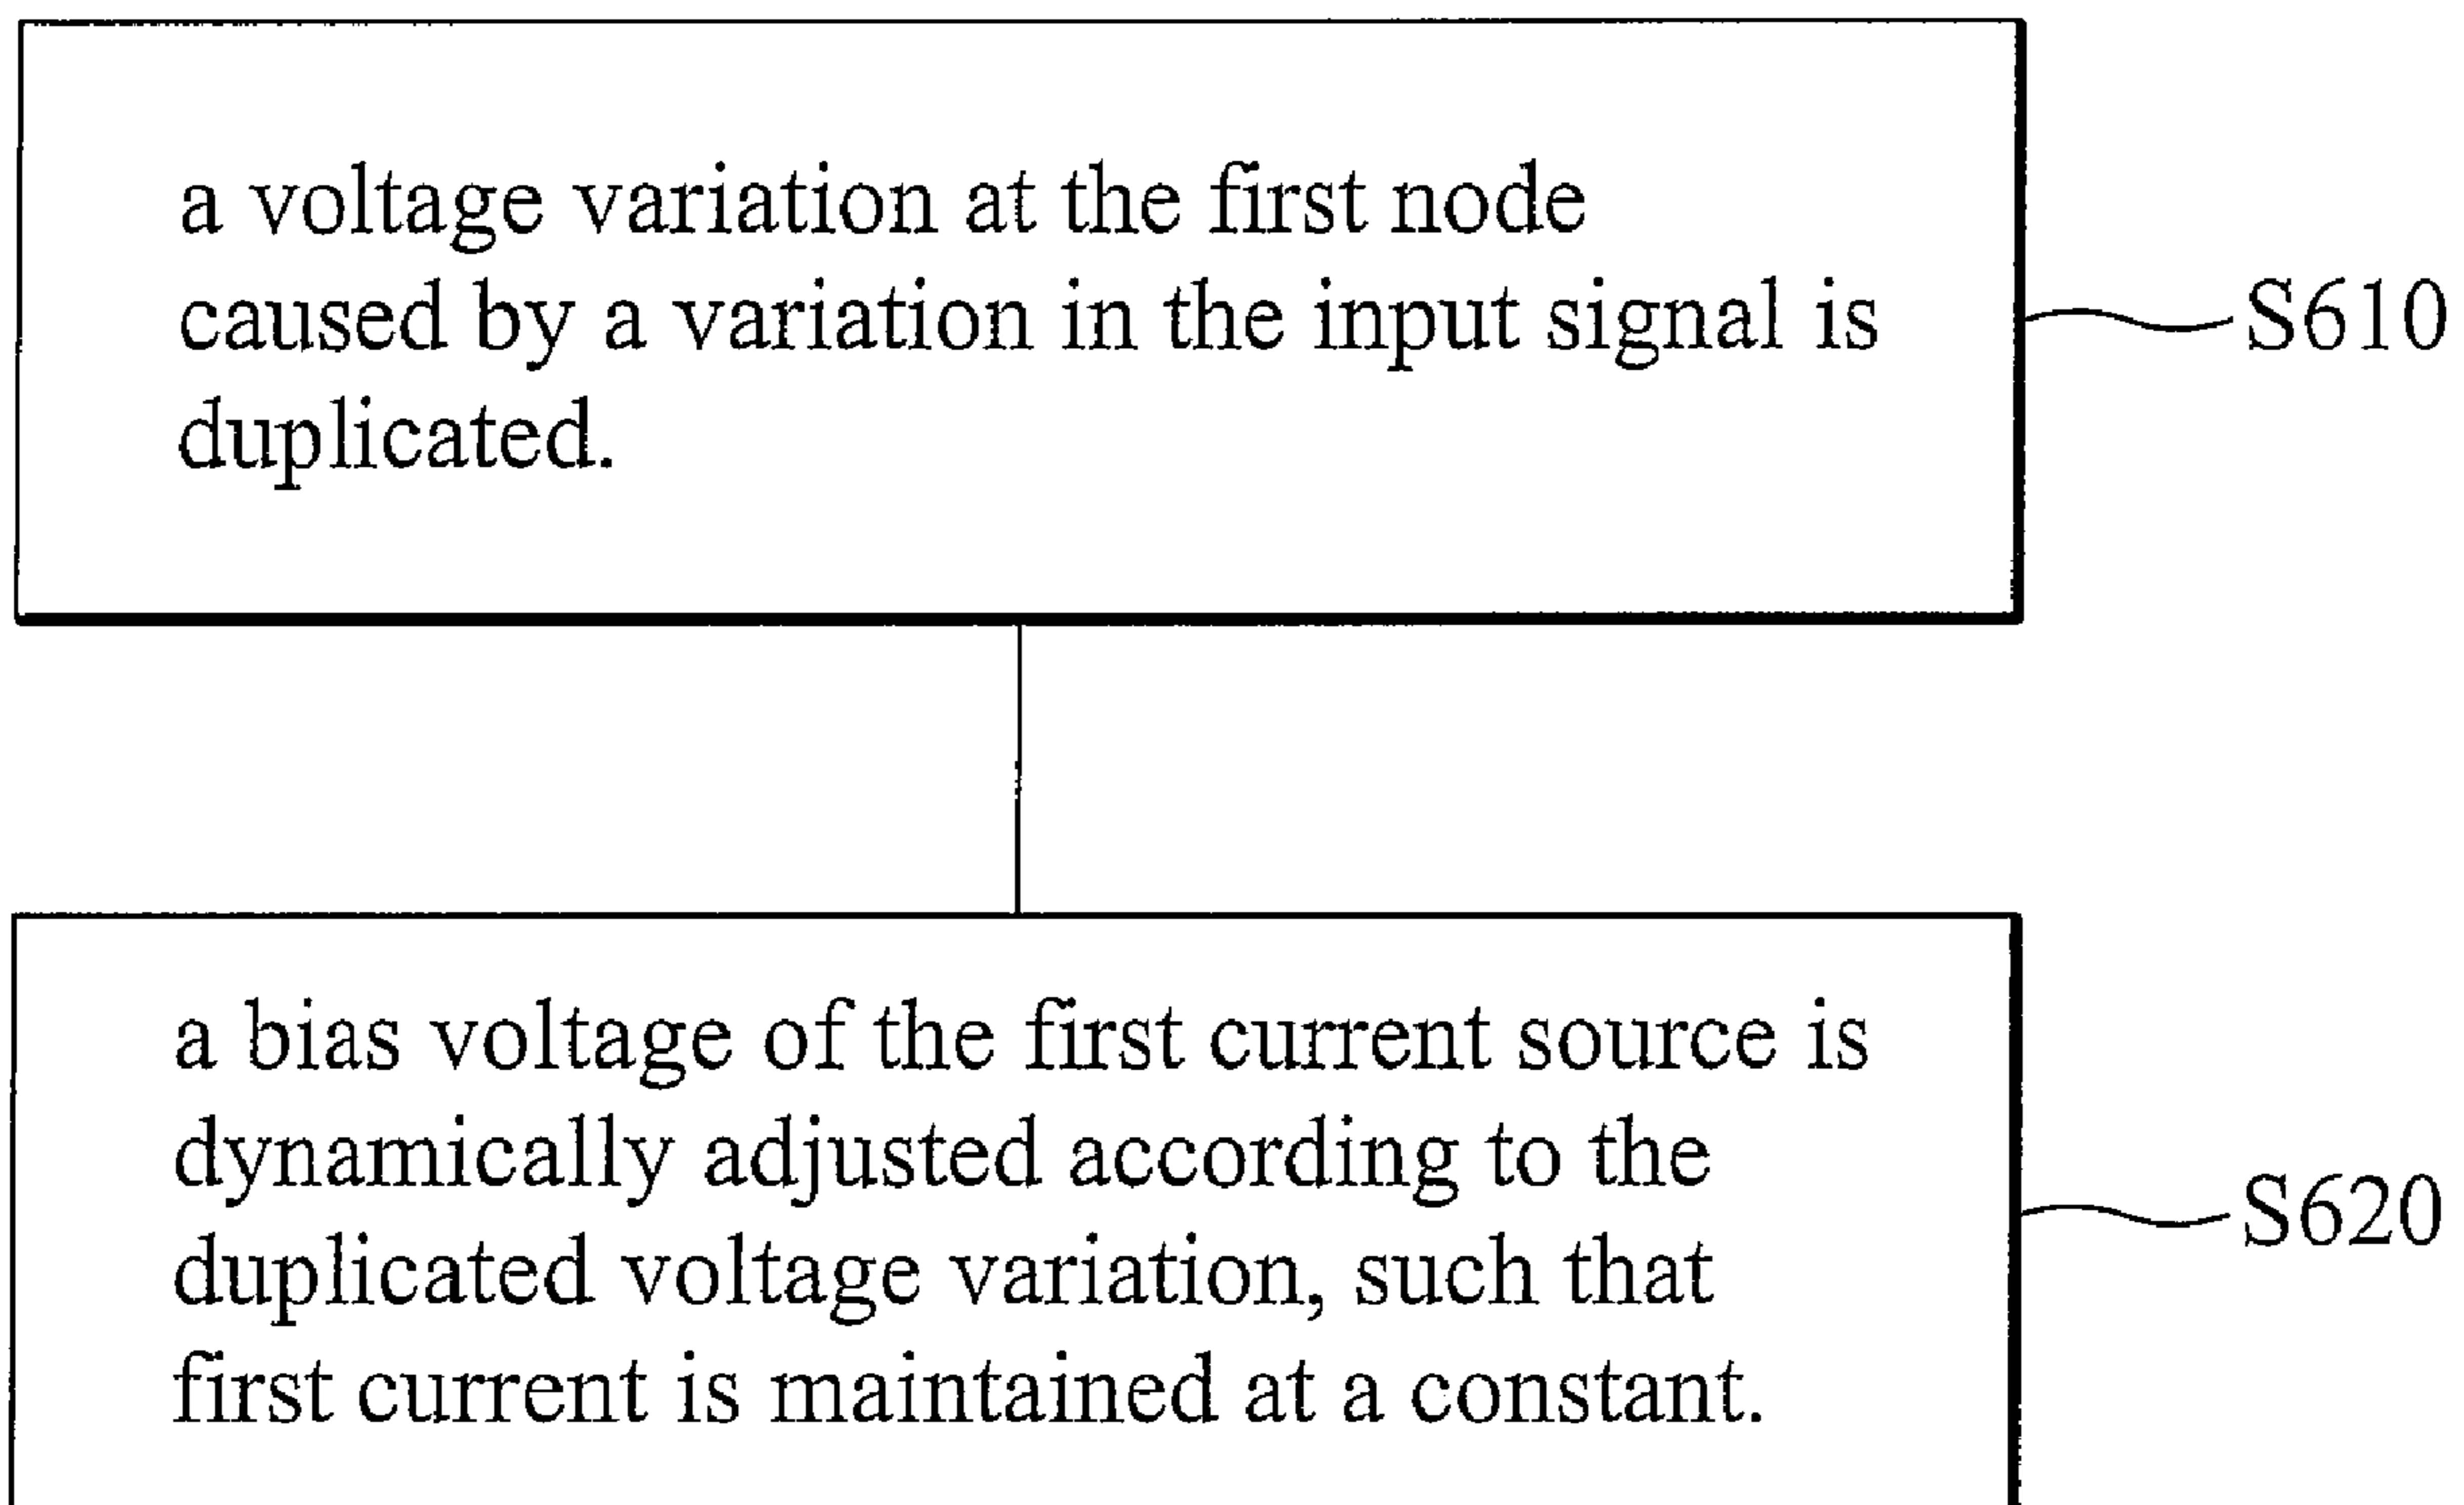 a voltage variation at the first node
caused by a variation in the input signal is
duplicated.
S610
a bias voltage of the first current source is
dynamically adjusted according to the
duplicated voltage variation, such that
first current is maintained at a constant.
S620